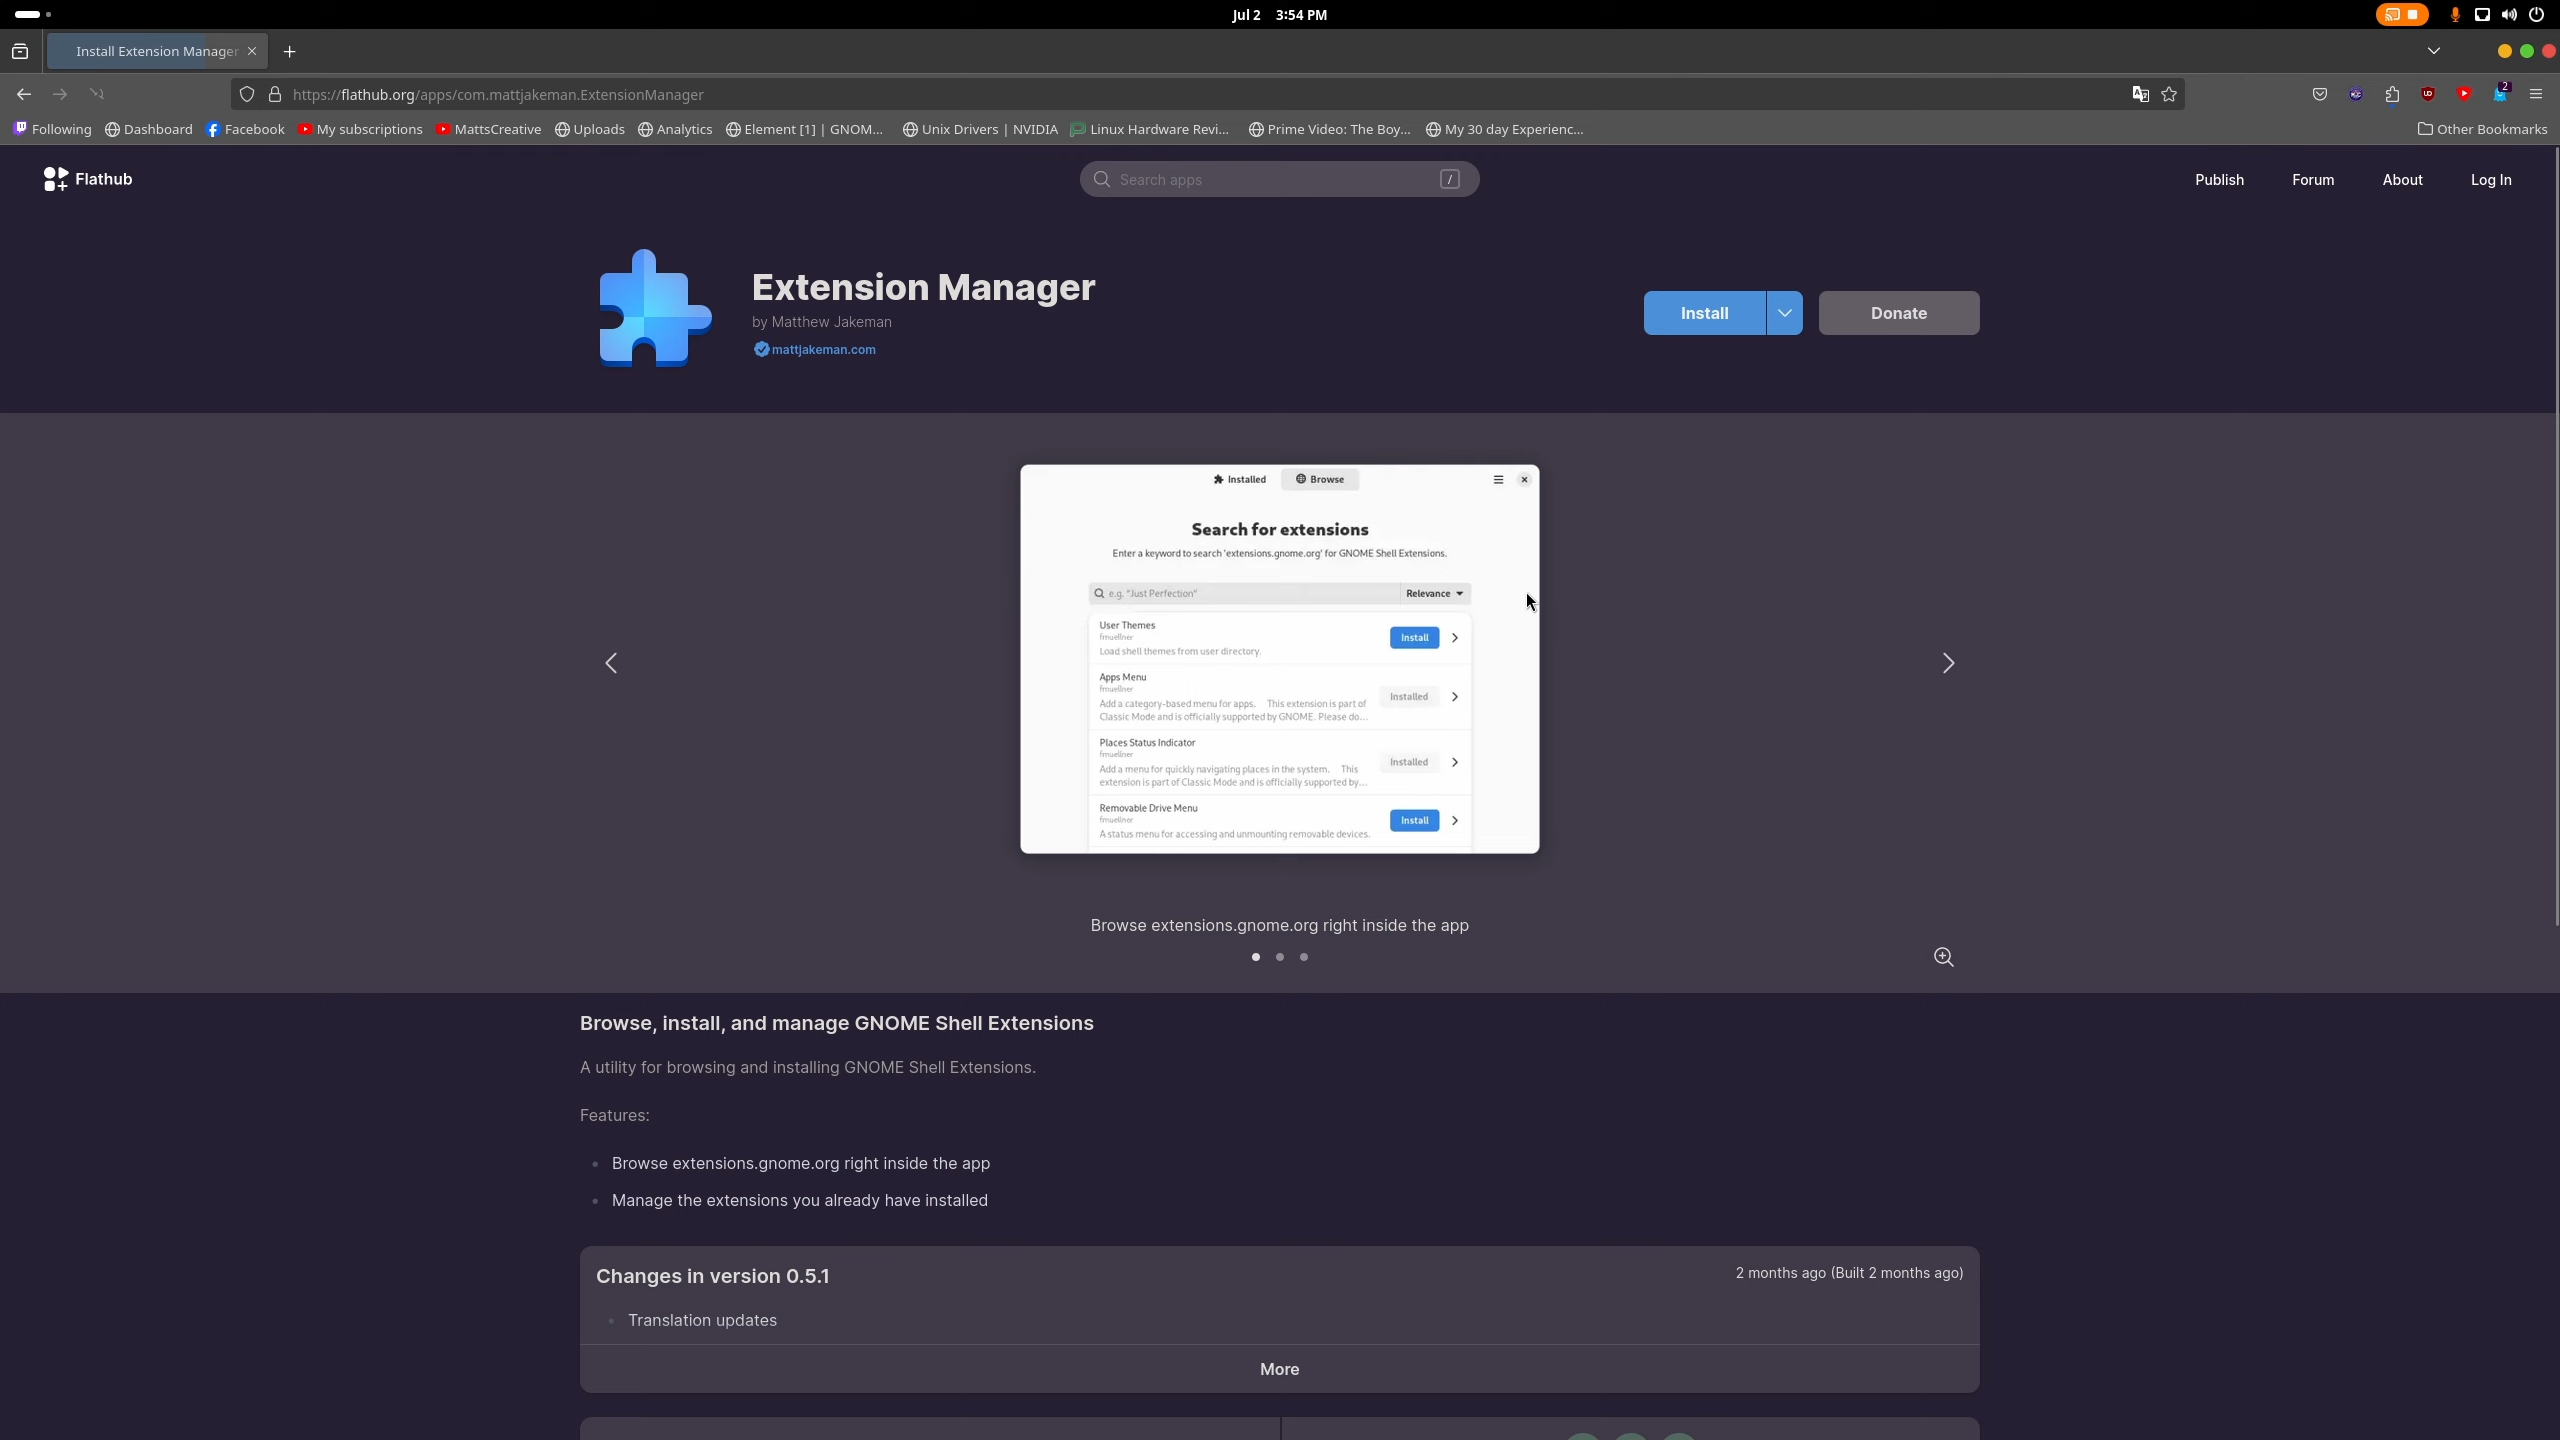 Jul 2 3:54 PM
Install Extension Manager
https://flathub.org/apps/com.mattjakeman.ExtensionManager
2
Following
Dashboard
Facebook
My subscriptions
MattsCreative
Uploads
Analytics
Element [1] | GNOM...
Unix Drivers | NVIDIA
Linux Hardware Revi...
Prime Video: The Boy...
My 30 day Experienc...
Other Bookmarks
Flathub
Search apps
/
Publish
Forum
About
Log In
Extension Manager
by Matthew Jakeman
mattjakeman.com
Install
Donate
Installed
Browse
Search for extensions
Enter a keyword to search 'extensions.gnome.org' for GNOME Shell Extensions.
e.g. "Just Perfection"
Relevance
User Themes
fmuellner
Load shell themes from user directory.
Install
Apps Menu
fmuellner
Add a category-based menu for apps. This extension is part of
Classic Mode and is officially supported by GNOME. Please do...
Installed
Places Status Indicator
fmuellner
Add a menu for quickly navigating places in the system. This
extension is part of Classic Mode and is officially supported by...
Installed
Removable Drive Menu
fmuellner
A status menu for accessing and unmounting removable devices.
Install
Browse extensions.gnome.org right inside the app
Browse, install, and manage GNOME Shell Extensions
A utility for browsing and installing GNOME Shell Extensions.
Features:
Browse extensions.gnome.org right inside the app
Manage the extensions you already have installed
Changes in version 0.5.1
2 months ago (Built 2 months ago)
Translation updates
More